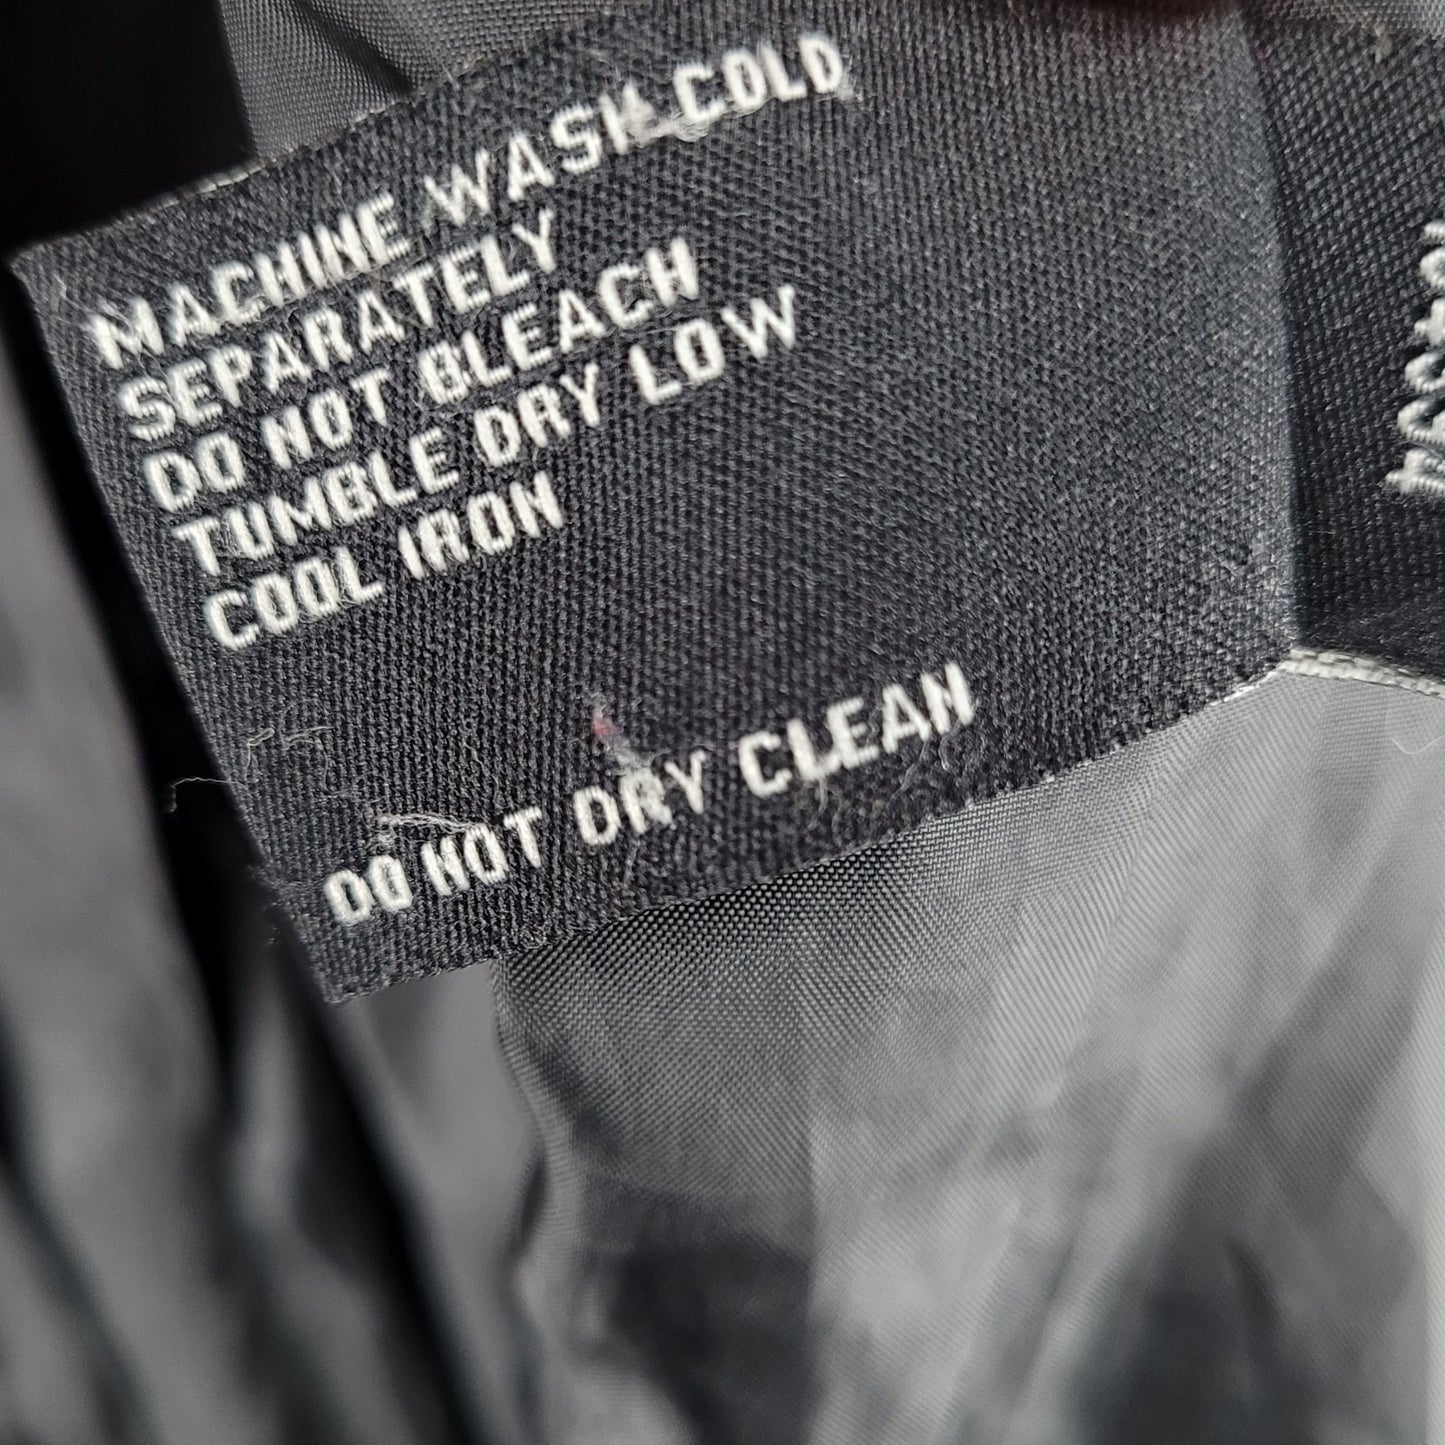 MACHINE WASH COLD
SEPARATELY
DO NOT BLEACH
TUMBLE DRY LOW
COOL IRON
DO NOT DRY CLEAN